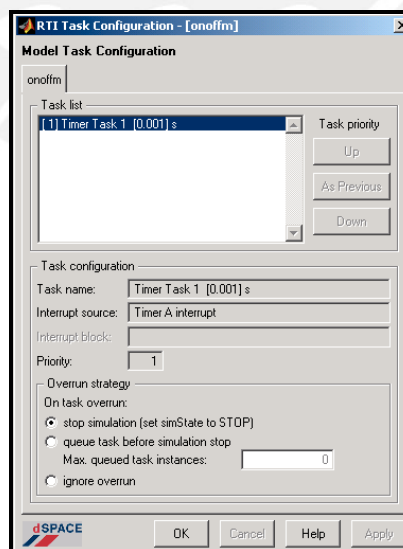 RTI Task Configuration - [onoffm]
Model Task Configuration
onoffm
Task list
[ 1] Timer Task 1 [0.001] s
Task priority
Up
As Previous
Down
Task configuration
Task name: Timer Task 1 [0.001] s
Interrupt source: Timer A interrupt
Interrupt block:
Priority: 1
Overrun strategy
On task overrun:
stop simulation (set simState to STOP)
queue task before simulation stop
Max. queued task instances: 0
ignore overrun
dSPACE
OK Cancel Help Apply